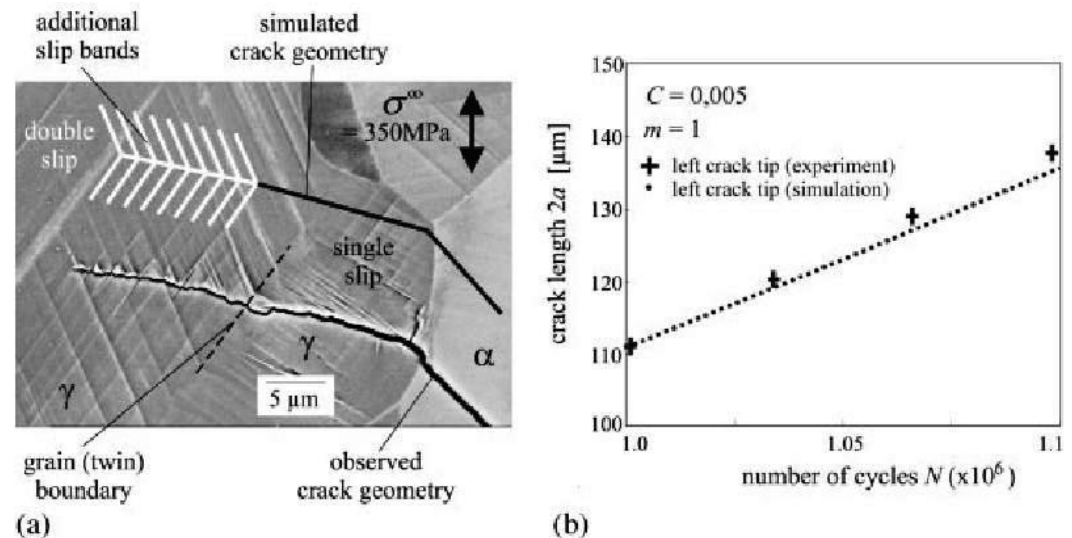 additional
slip bands
simulated
crack geometry
double
slip
σ∞
= 350MPa
single
slip
γ
γ
α
5 µm
grain (twin)
boundary
observed
crack geometry
(a)
150
140
130
120
110
100
crack length 2a [µm]
C = 0,005
m = 1
left crack tip (experiment)
left crack tip (simulation)
1.0
1.05
1.1
number of cycles N (x10⁶)
(b)